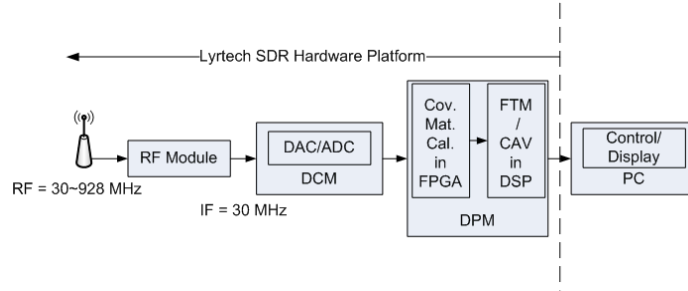 Lyrtech SDR Hardware Platform
RF = 30~928 MHz
RF Module
IF = 30 MHz
DAC/ADC
DCM
Cov.
Mat.
Cal.
in
FPGA
FTM
/
CAV
in
DSP
DPM
Control/
Display
PC